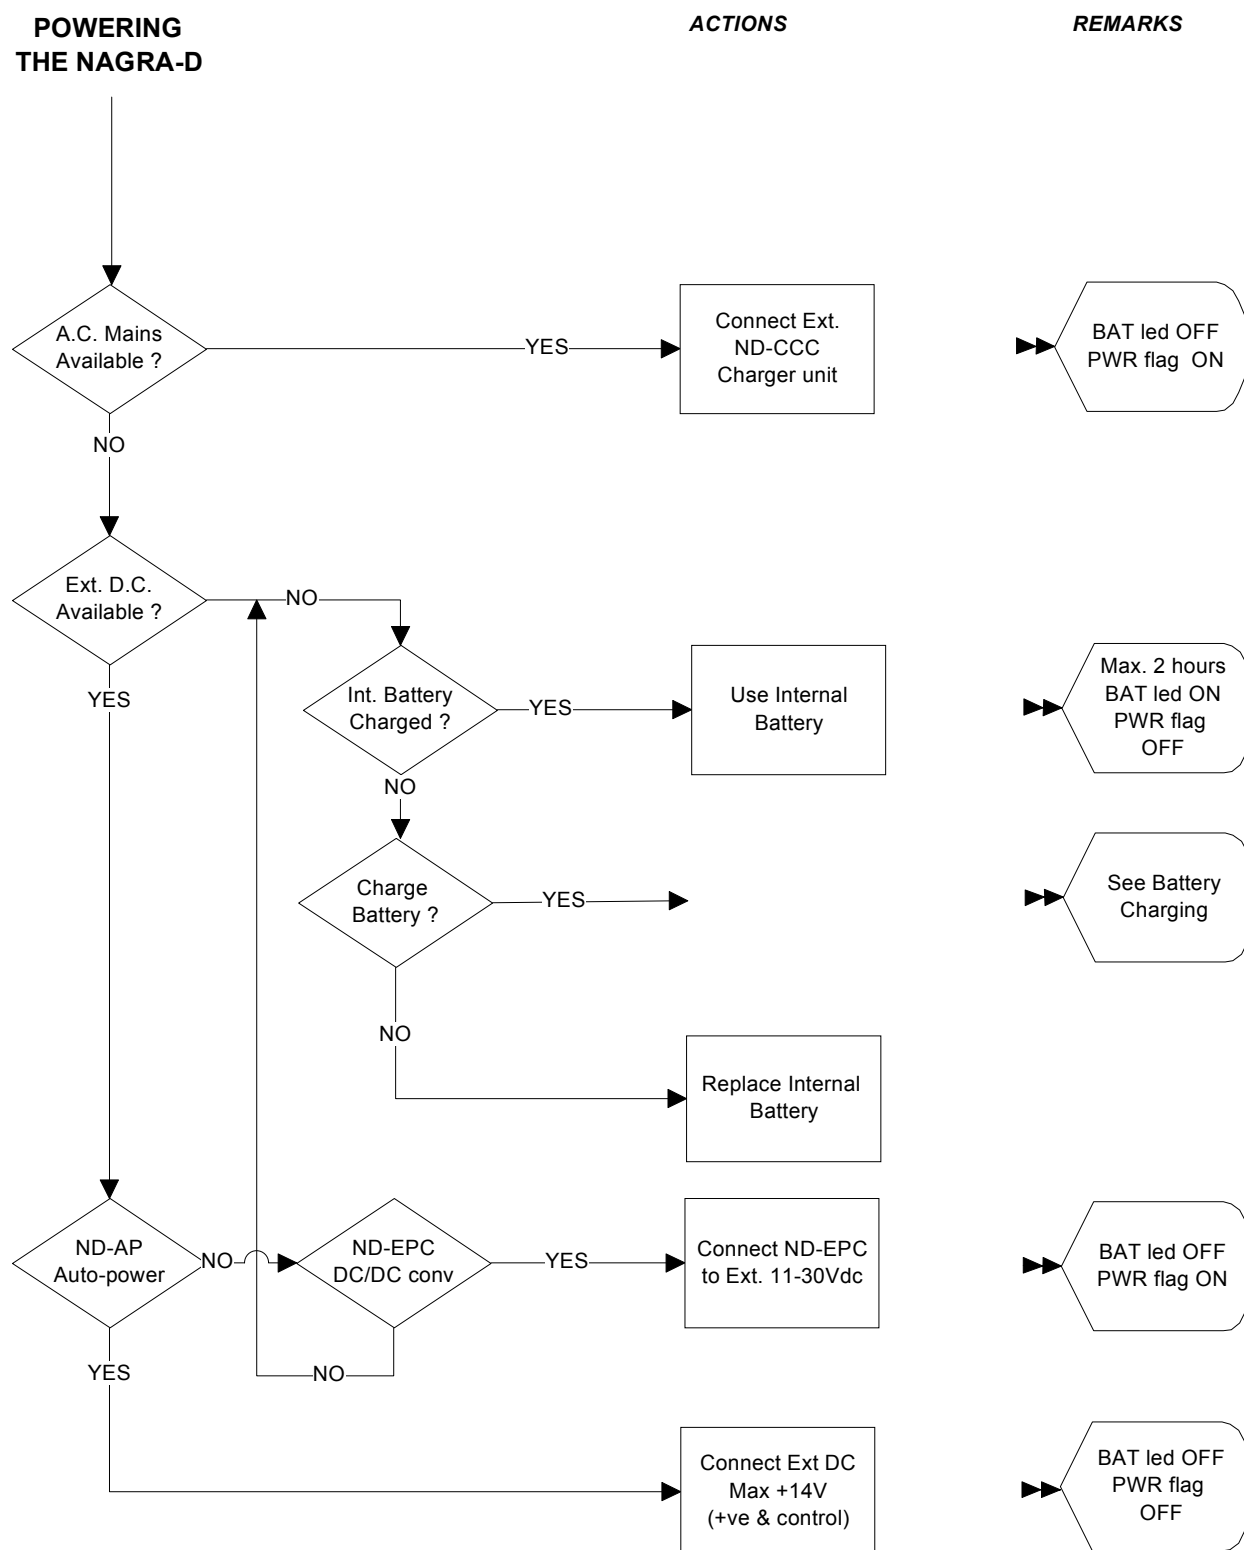 POWERING
THE NAGRA-D
ACTIONS
REMARKS
A.C. Mains
Available ?
YES
Connect Ext.
ND-CCC
Charger unit
BAT led OFF
PWR flag  ON
NO
Ext. D.C.
Available ?
NO
YES
Int. Battery
Charged ?
YES
Use Internal
Battery
Max. 2 hours
BAT led ON
PWR flag
OFF
NO
Charge
Battery ?
YES
See Battery
Charging
NO
Replace Internal
Battery
ND-AP
Auto-power
NO
ND-EPC
DC/DC conv
YES
Connect ND-EPC
to Ext. 11-30Vdc
BAT led OFF
PWR flag ON
YES
NO
Connect Ext DC
Max +14V
(+ve & control)
BAT led OFF
PWR flag
OFF